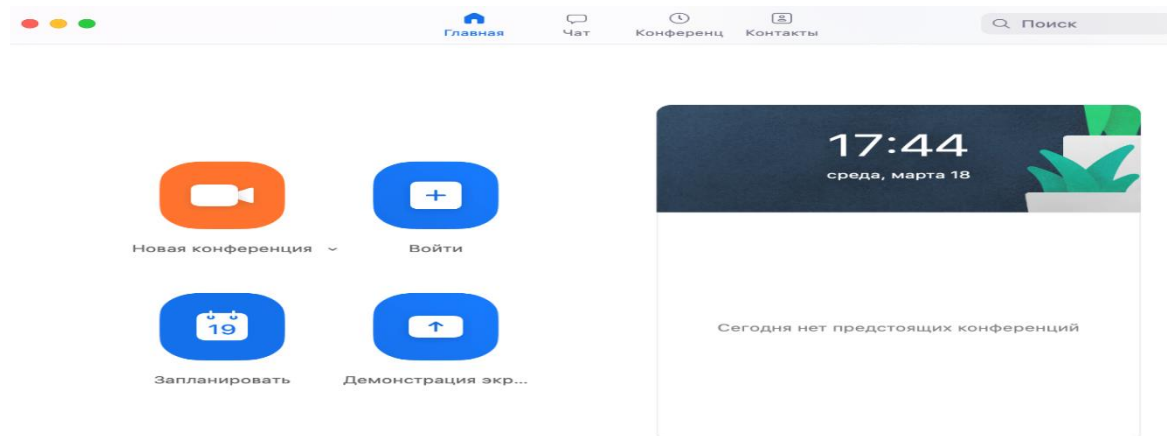 Главная
Чат
Конференц
Контакты
Поиск
17:44
среда, марта 18
Новая конференция
Войти
19
Запланировать
Демонстрация экр...
Сегодня нет предстоящих конференций